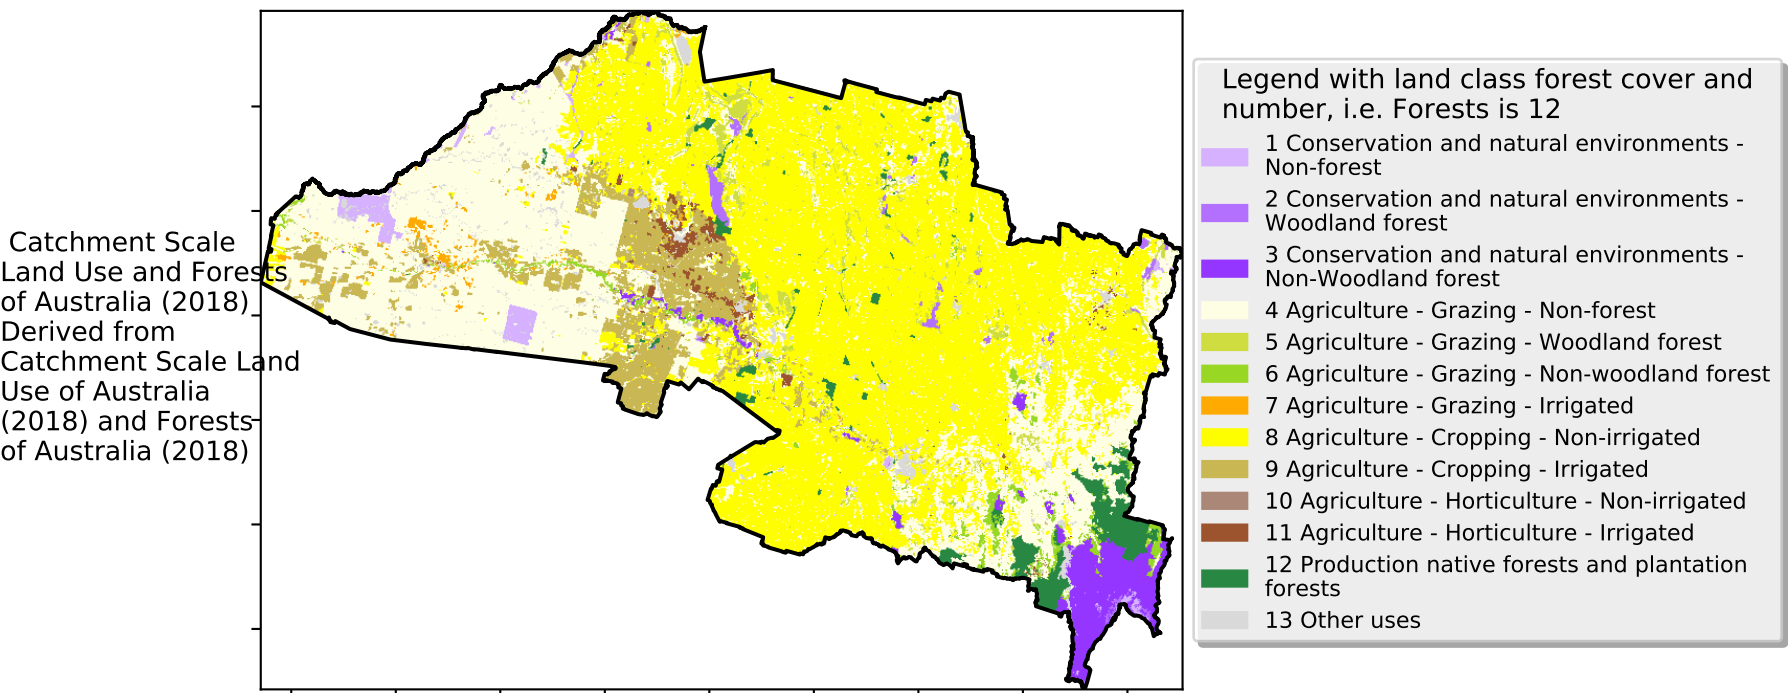 Catchment Scale
Land Use and Forests
of Australia (2018)
Derived from
Catchment Scale Land
Use of Australia
(2018) and Forests
of Australia (2018)
Legend with land class forest cover and
number, i.e. Forests is 12
1 Conservation and natural environments -
Non-forest
2 Conservation and natural environments -
Woodland forest
3 Conservation and natural environments -
Non-Woodland forest
4 Agriculture - Grazing - Non-forest
5 Agriculture - Grazing - Woodland forest
6 Agriculture - Grazing - Non-woodland forest
7 Agriculture - Grazing - Irrigated
8 Agriculture - Cropping - Non-irrigated
9 Agriculture - Cropping - Irrigated
10 Agriculture - Horticulture - Non-irrigated
11 Agriculture - Horticulture - Irrigated
12 Production native forests and plantation
forests
13 Other uses